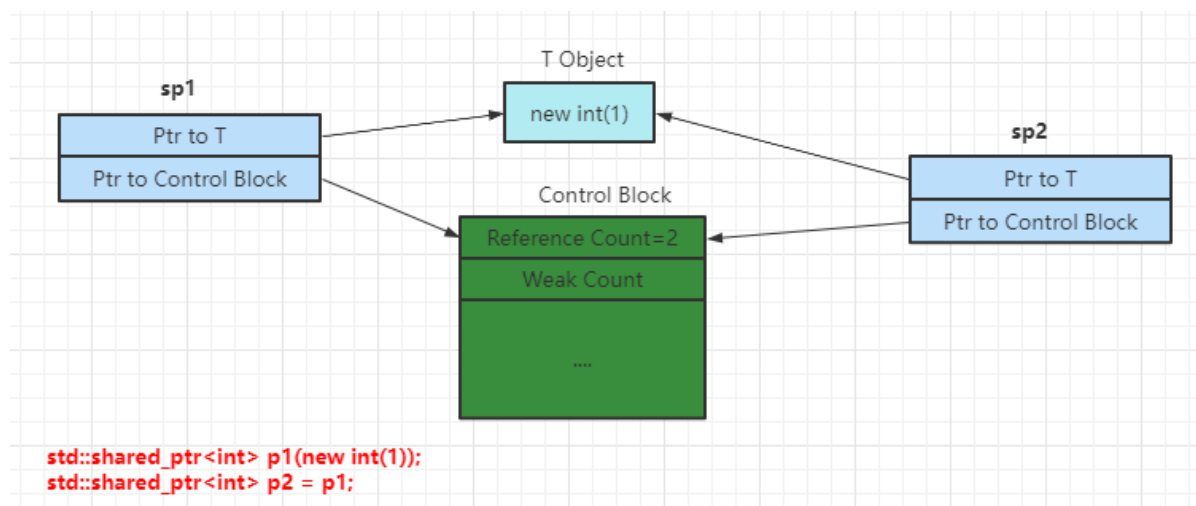 T Object
sp1
new int(1)
Ptr to T
Ptr to Control Block
sp2
Ptr to T
Ptr to Control Block
Control Block
Reference Count=2
Weak Count
....
std::shared_ptr<int> p1(new int(1));
std::shared_ptr<int> p2 = p1;